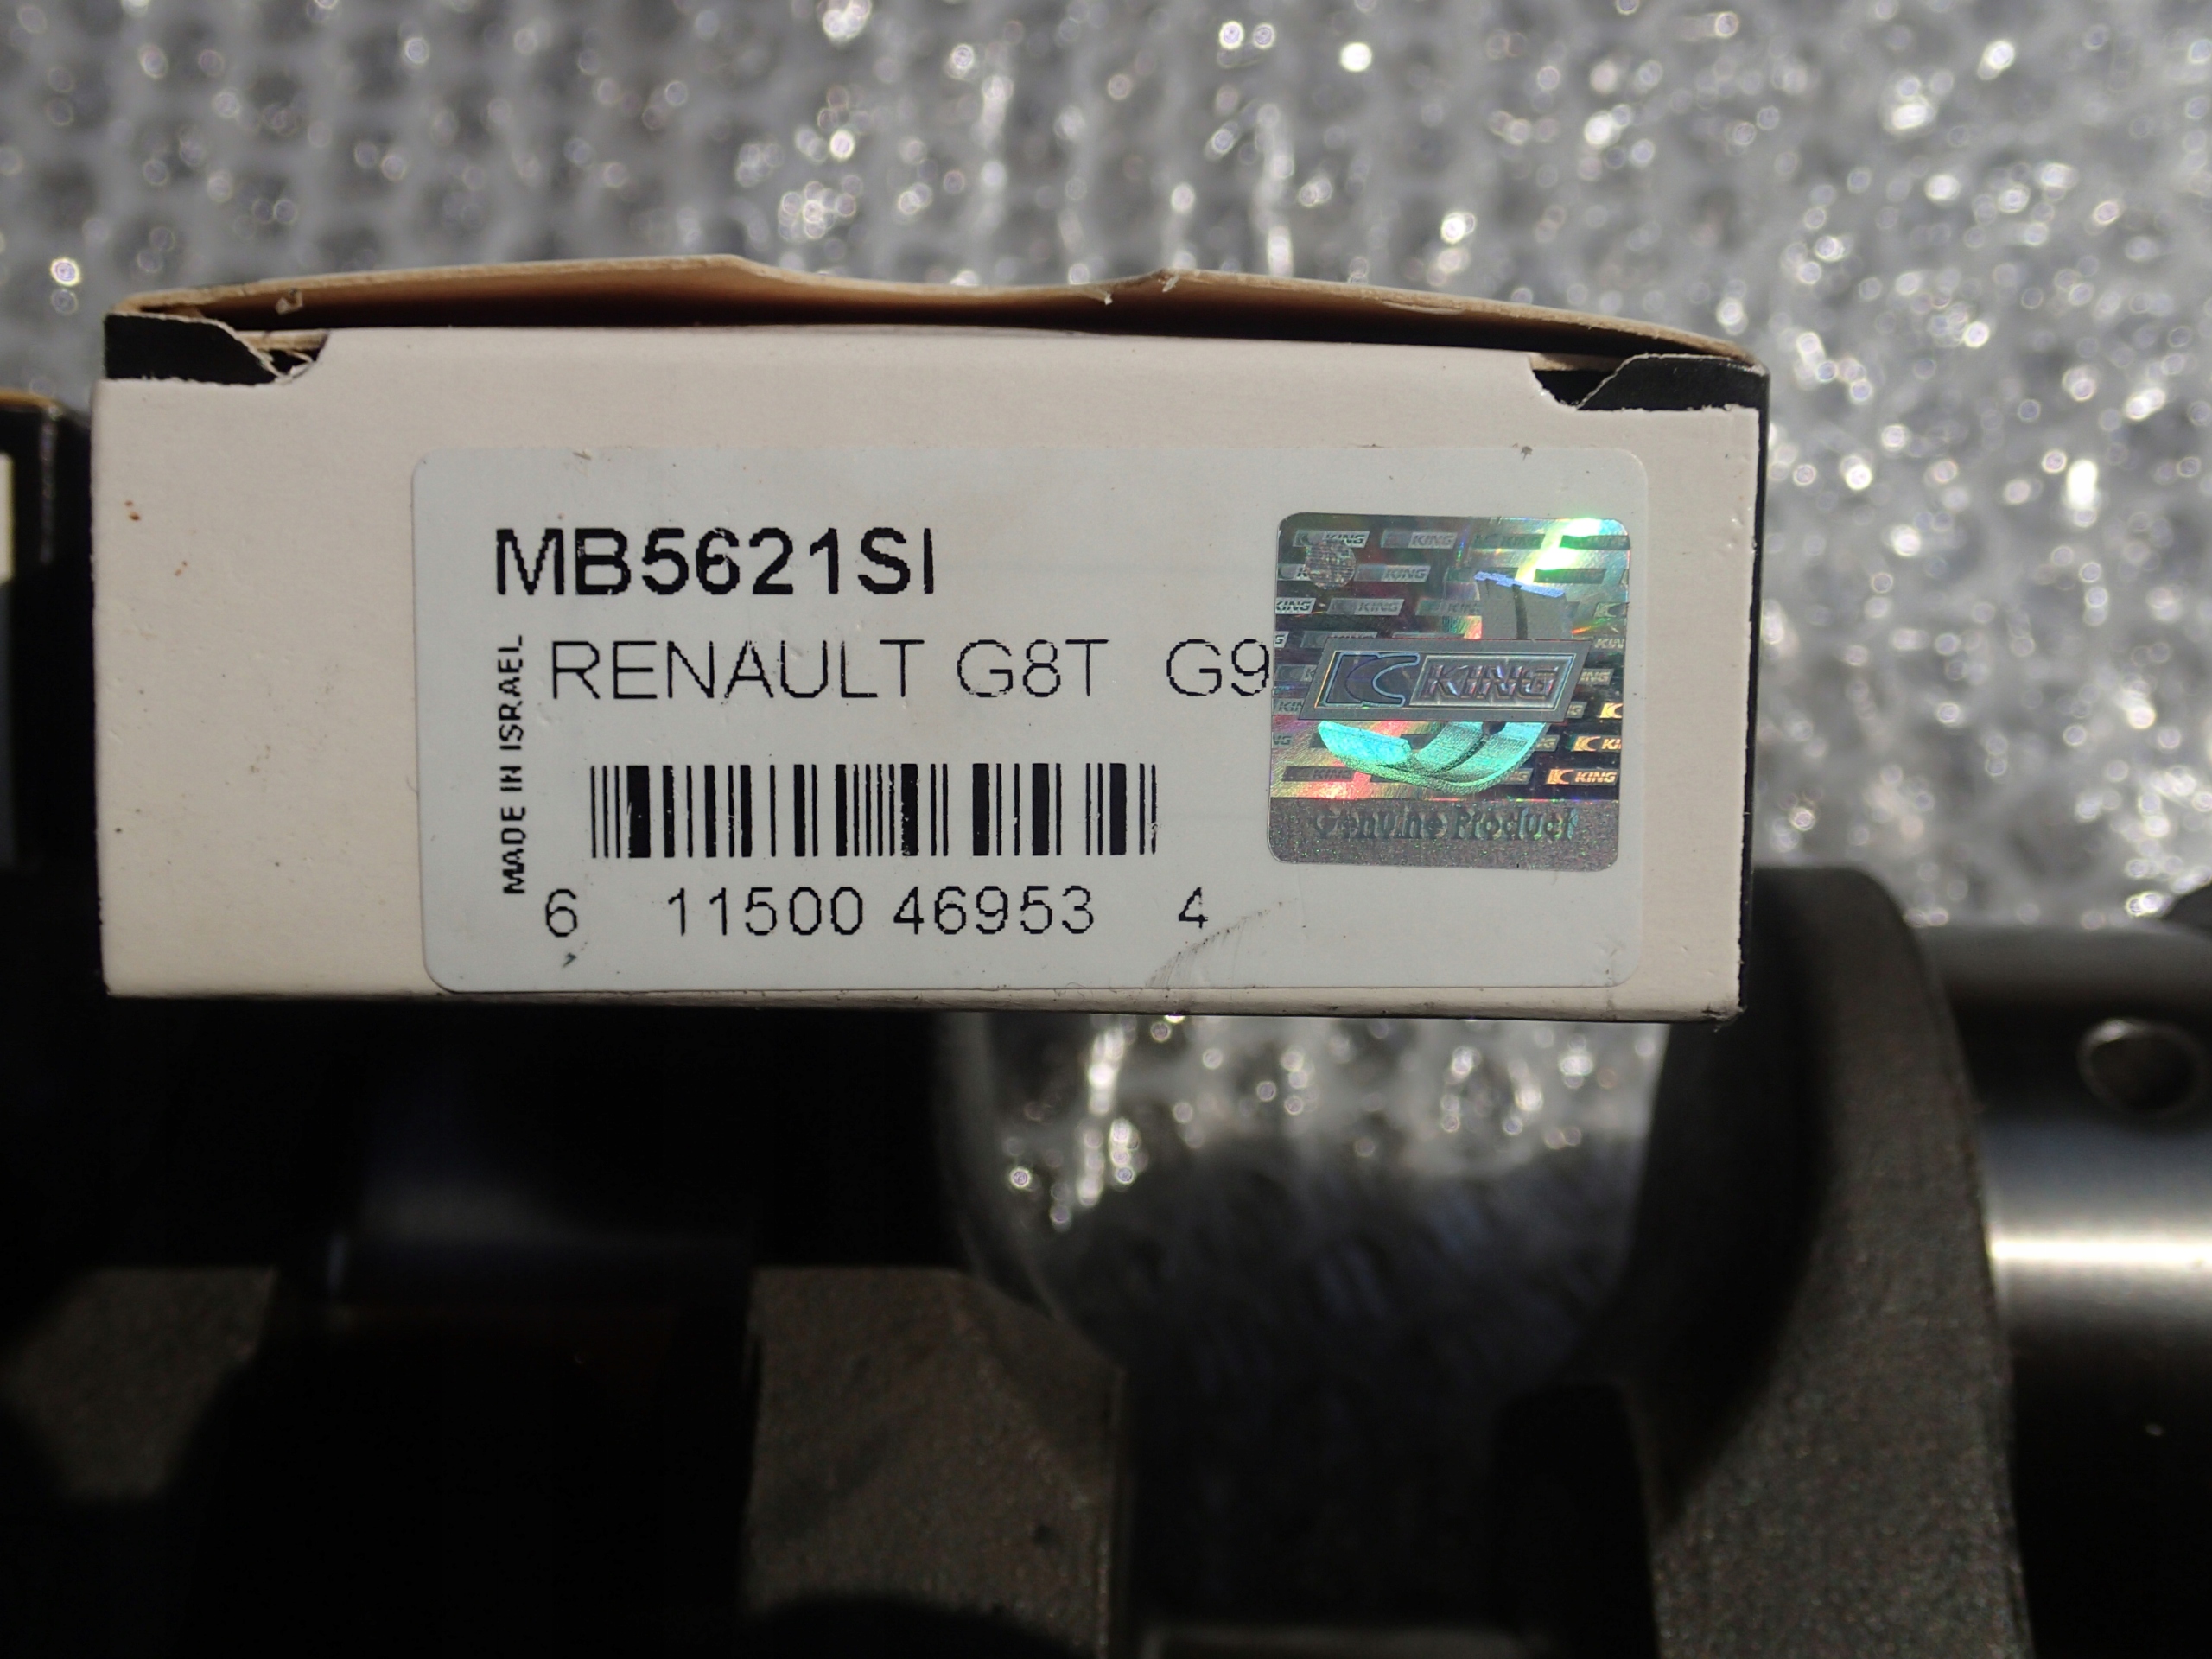 MB5621SI
RENAULT G8T G9
MADE IN ISRAEL
KING
Genuine Product
6 11500 46953 4